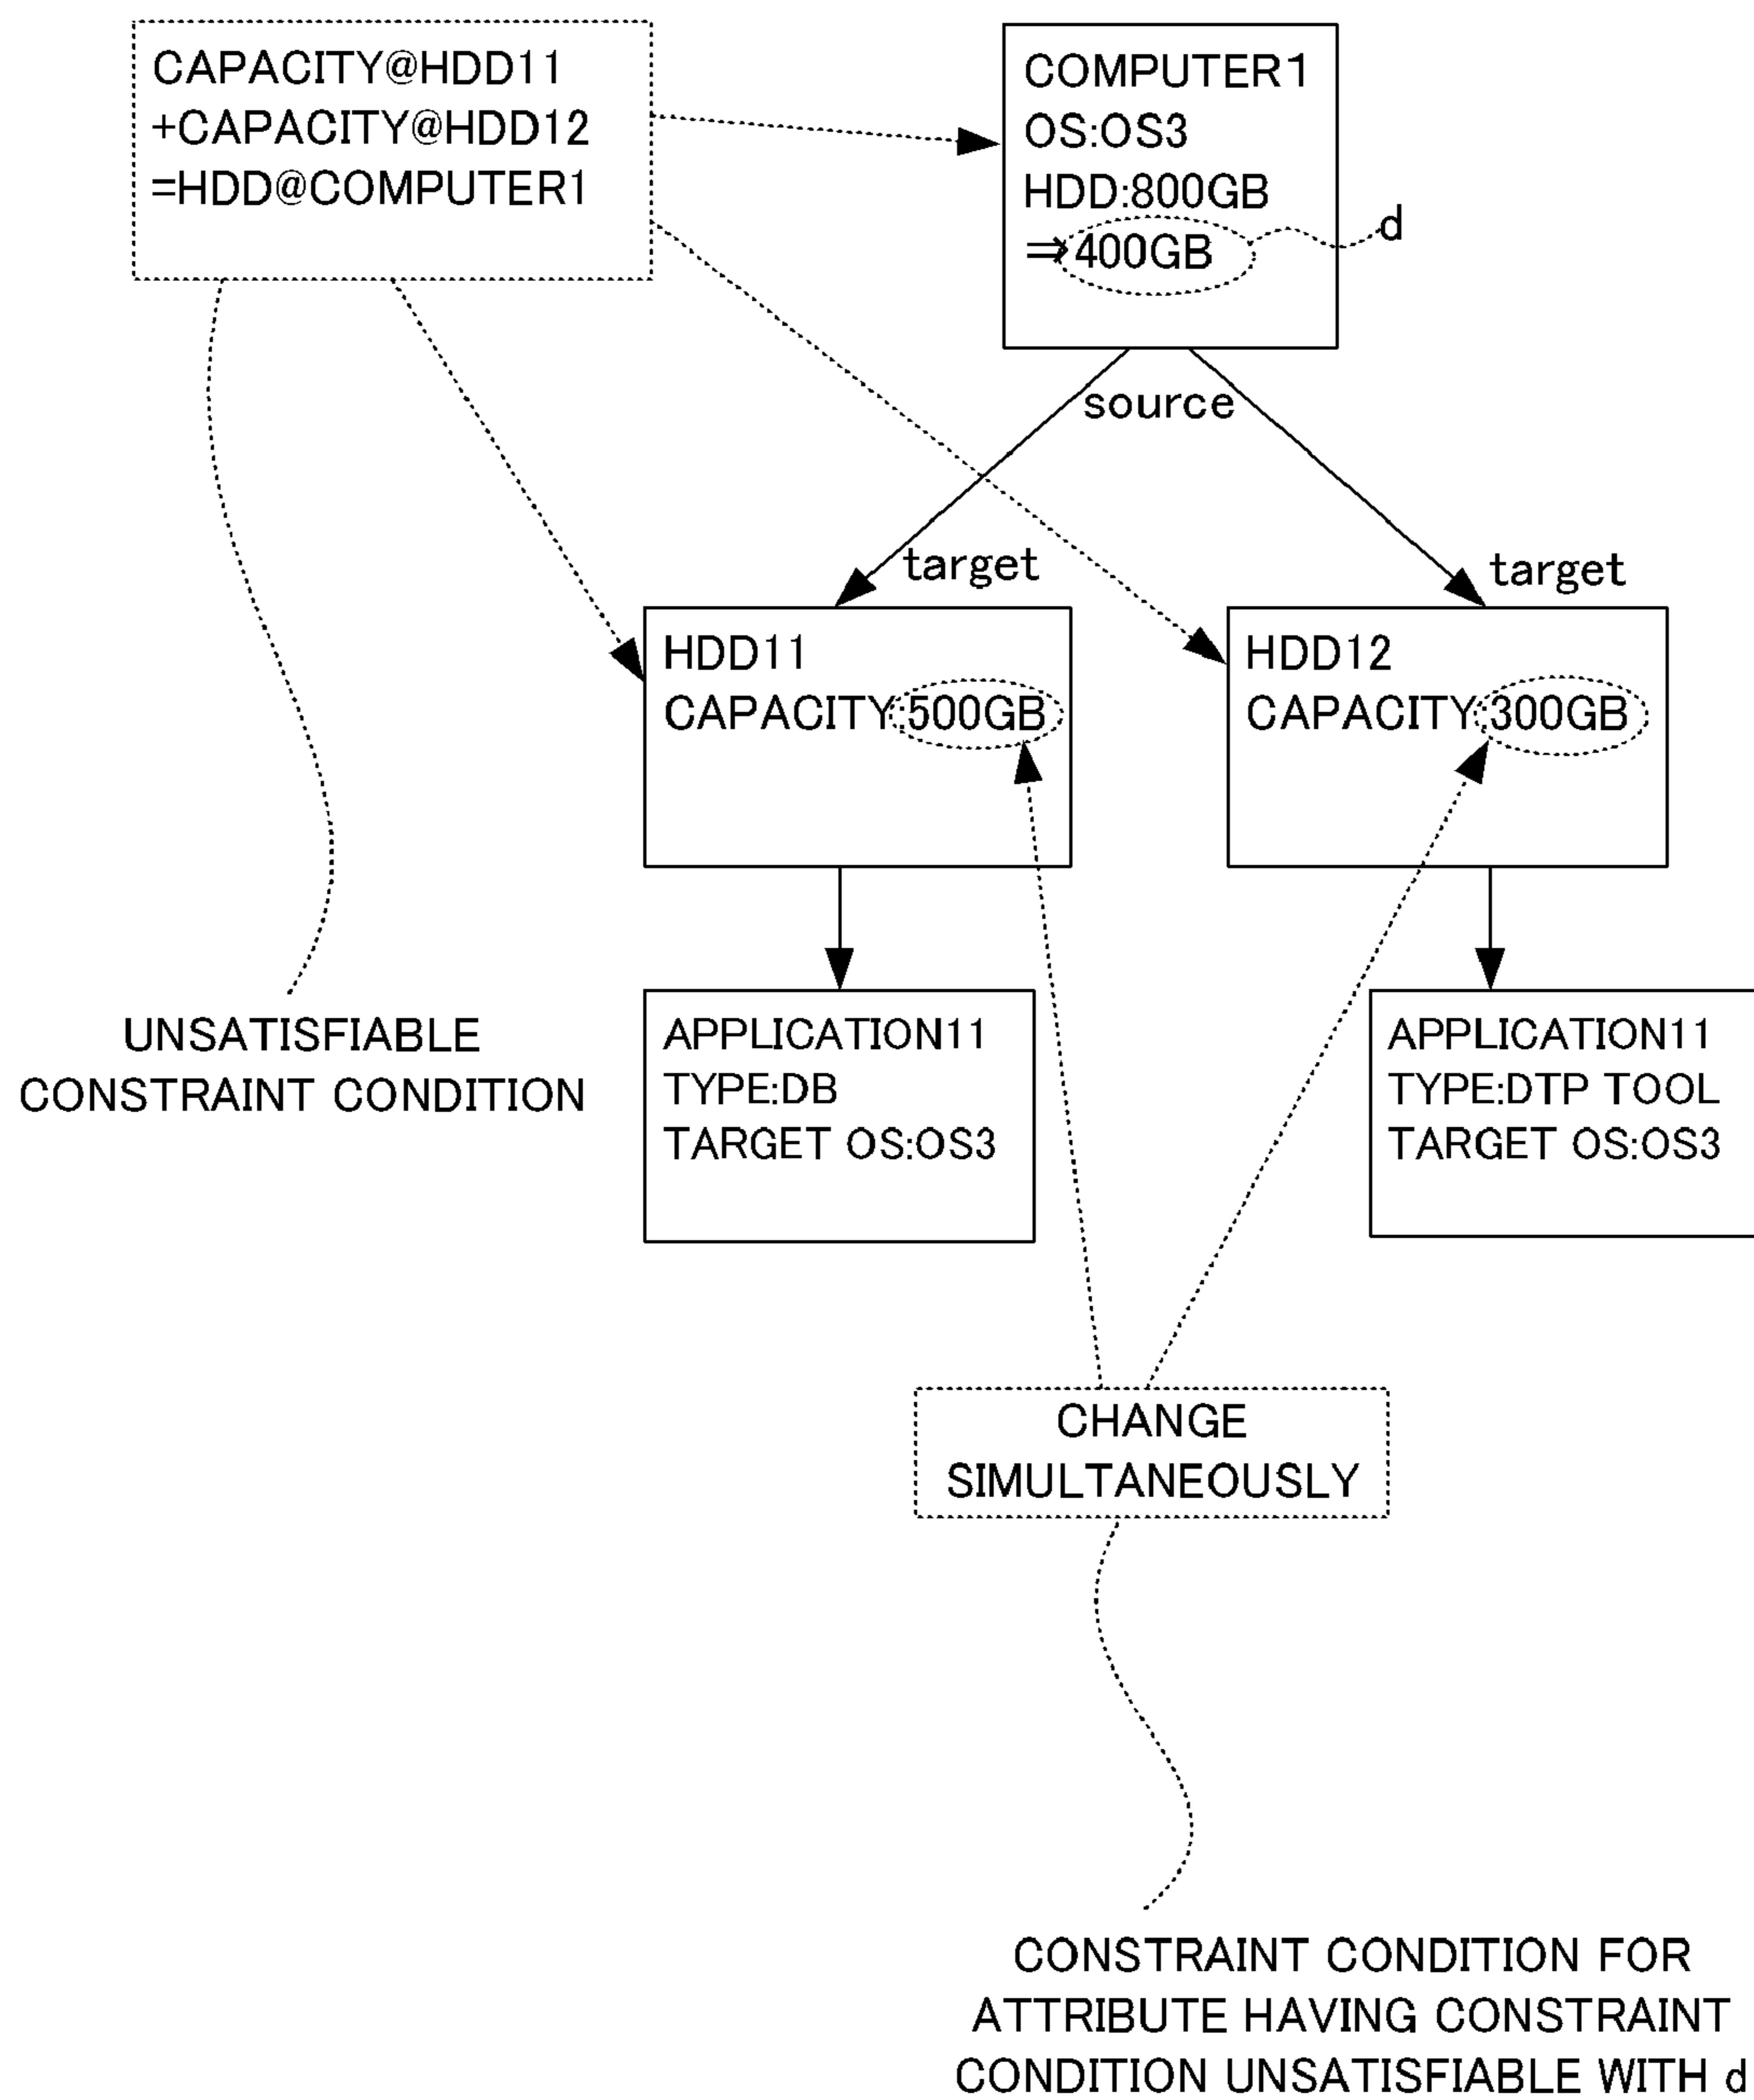 CAPACITY@HDD11
+CAPACITY@HDD12
=HDD@COMPUTER1
COMPUTER1
OS:OS3
HDD:800GB
⇒400GB
d
source
target
target
HDD11
CAPACITY:500GB
HDD12
CAPACITY:300GB
UNSATISFIABLE
CONSTRAINT CONDITION
APPLICATION11
TYPE:DB
TARGET OS:OS3
APPLICATION11
TYPE:DTP TOOL
TARGET OS:OS3
CHANGE
SIMULTANEOUSLY
CONSTRAINT CONDITION FOR
ATTRIBUTE HAVING CONSTRAINT
CONDITION UNSATISFIABLE WITH d